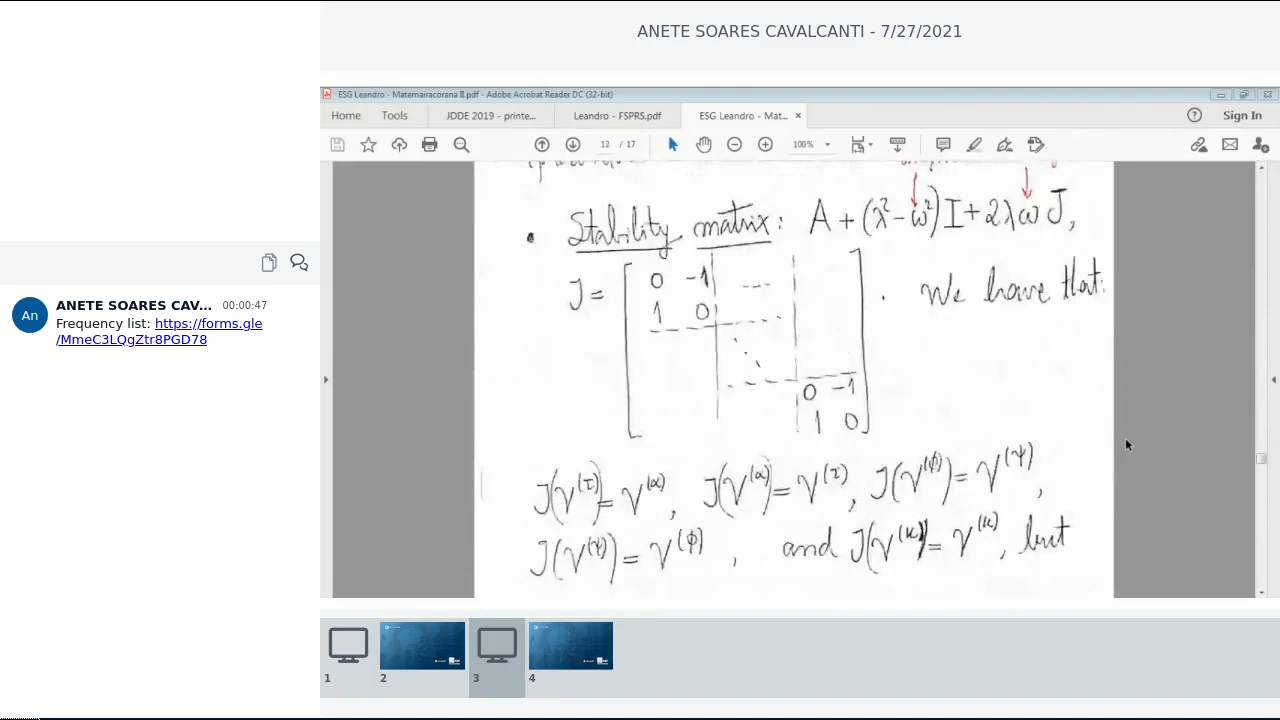 ANETE SOARES CAVALCANTI - 7/27/2021
ESG Leandro - Matemairacorana II.pdf - Adobe Acrobat Reader DC (32-bit)
Home Tools JDDE 2019 - printe... Leandro - FSPRS.pdf ESG Leandro - Mat... × Sign In
12 / 17 100%
• Stability matrix: A + (λ² - ω²) I + 2λω J,
J = [ 0 -1 ---
1 0
0 -1
1 0 ] . We have that:
J(V^(τ)) = V^(α), J(V^(α)) = V^(τ), J(V^(ϕ)) = V^(ψ),
J(V^(ψ)) = V^(ϕ), and J(V^(κ)) = V^(κ), but
An
ANETE SOARES CAV... 00:00:47
Frequency list: https://forms.gle
/MmeC3LQgZtr8PGD78
1 2 3 4